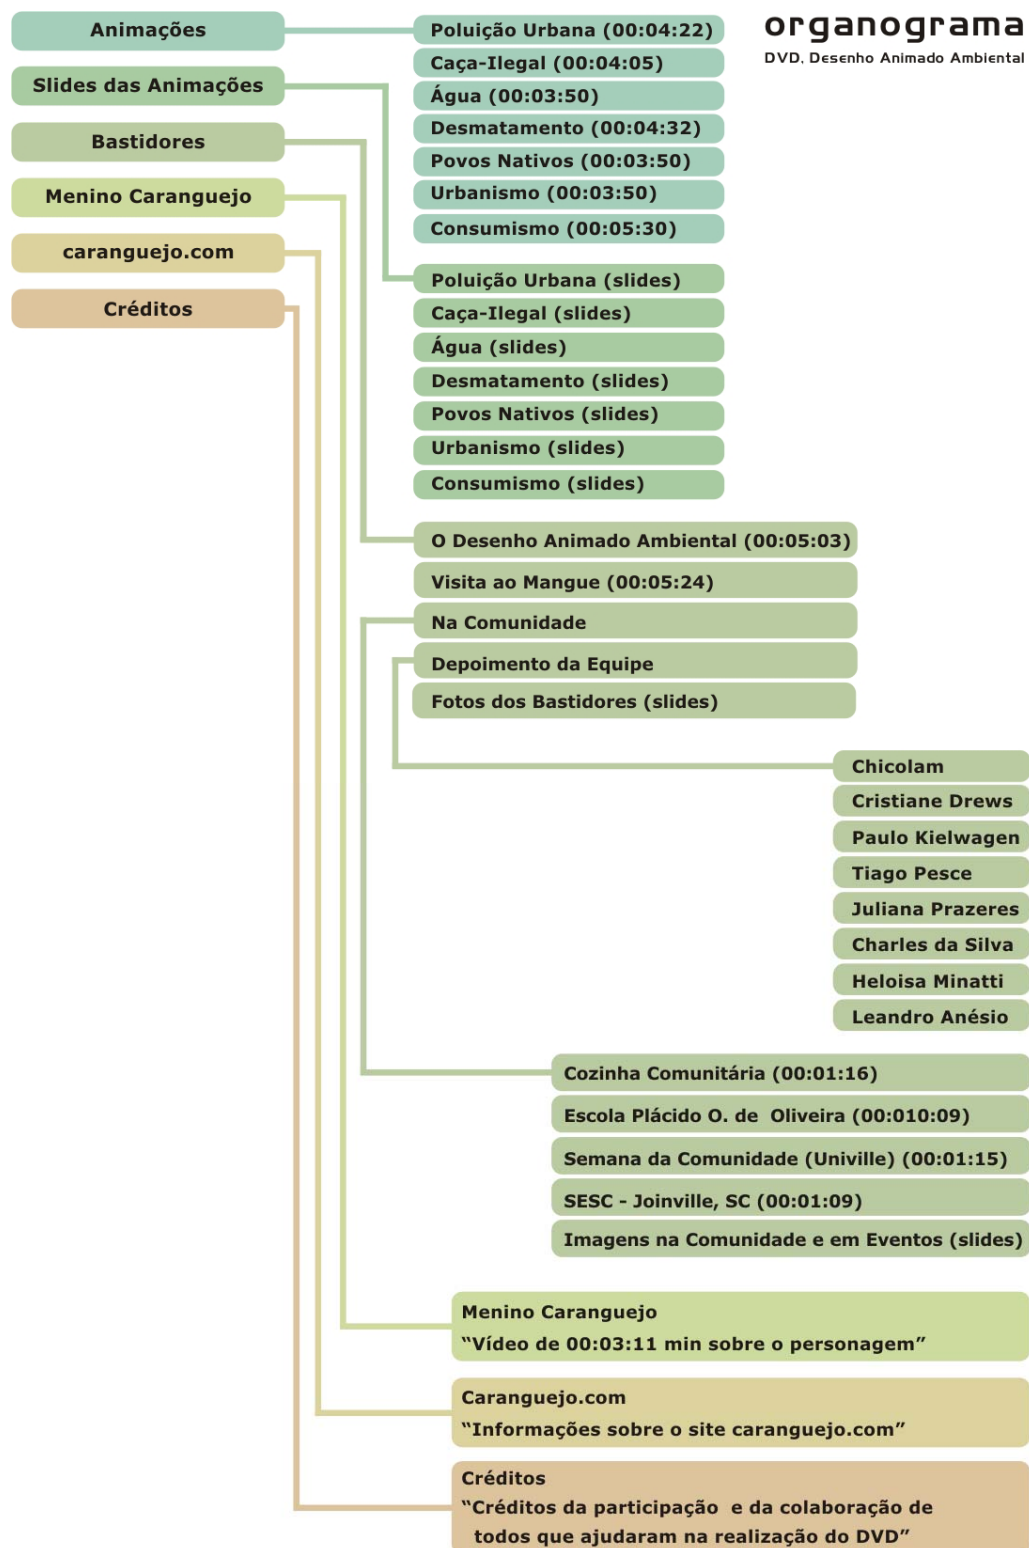 organograma
DVD, Desenho Animado Ambiental
Animações
Slides das Animações
Bastidores
Menino Caranguejo
caranguejo.com
Créditos
Poluição Urbana (00:04:22)
Caça-Ilegal (00:04:05)
Água (00:03:50)
Desmatamento (00:04:32)
Povos Nativos (00:03:50)
Urbanismo (00:03:50)
Consumismo (00:05:30)
Poluição Urbana (slides)
Caça-Ilegal (slides)
Água (slides)
Desmatamento (slides)
Povos Nativos (slides)
Urbanismo (slides)
Consumismo (slides)
O Desenho Animado Ambiental (00:05:03)
Visita ao Mangue (00:05:24)
Na Comunidade
Depoimento da Equipe
Fotos dos Bastidores (slides)
Chicolam
Cristiane Drews
Paulo Kielwagen
Tiago Pesce
Juliana Prazeres
Charles da Silva
Heloisa Minatti
Leandro Anésio
Cozinha Comunitária (00:01:16)
Escola Plácido O. de  Oliveira (00:010:09)
Semana da Comunidade (Univille) (00:01:15)
SESC - Joinville, SC (00:01:09)
Imagens na Comunidade e em Eventos (slides)
Menino Caranguejo
“Vídeo de 00:03:11 min sobre o personagem”
Caranguejo.com
“Informações sobre o site caranguejo.com”
Créditos
“Créditos da participação  e da colaboração de
todos que ajudaram na realização do DVD”